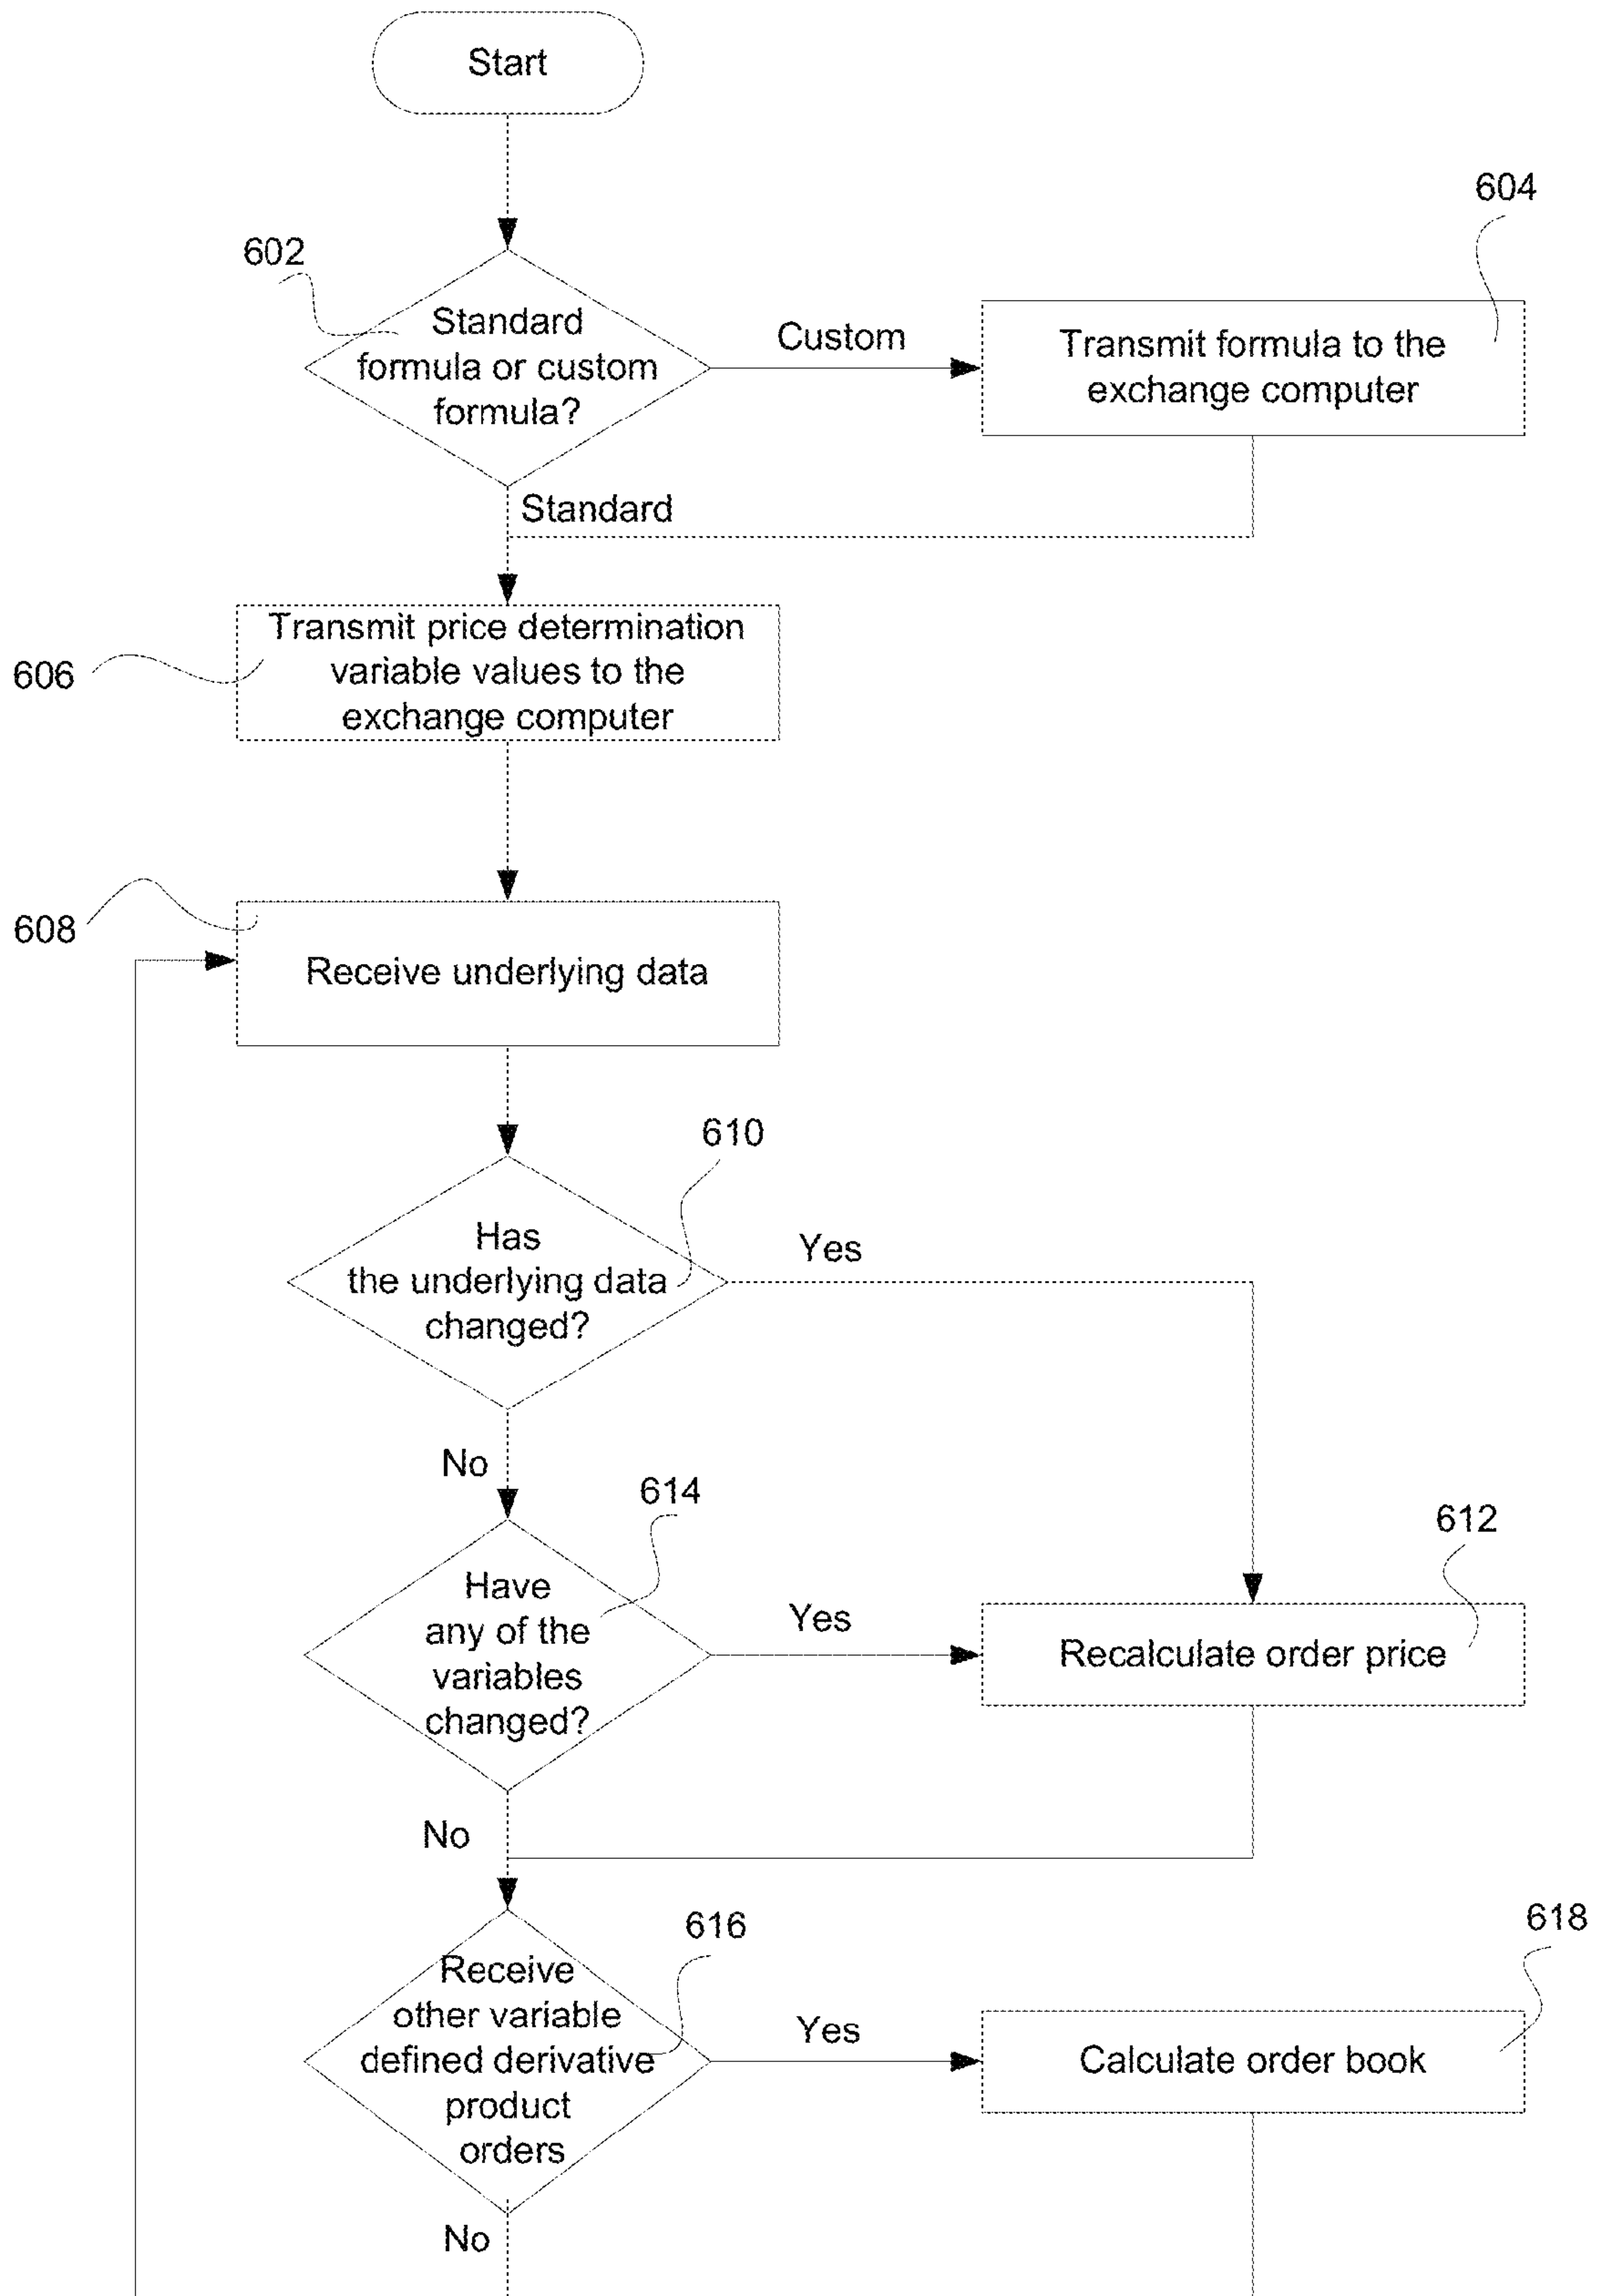 Start
604
602
Standard
formula or custom
formula?
Custom
Transmit formula to the
exchange computer
Standard
Transmit price determination
variable values to the
exchange computer
606
608
Receive underlying data
610
Has
the underlying data
changed?
Yes
No
614
612
Have
any of the
variables
changed?
Yes
Recalculate order price
No
616
618
Receive
other variable
defined derivative
product
orders
Yes
Calculate order book
No